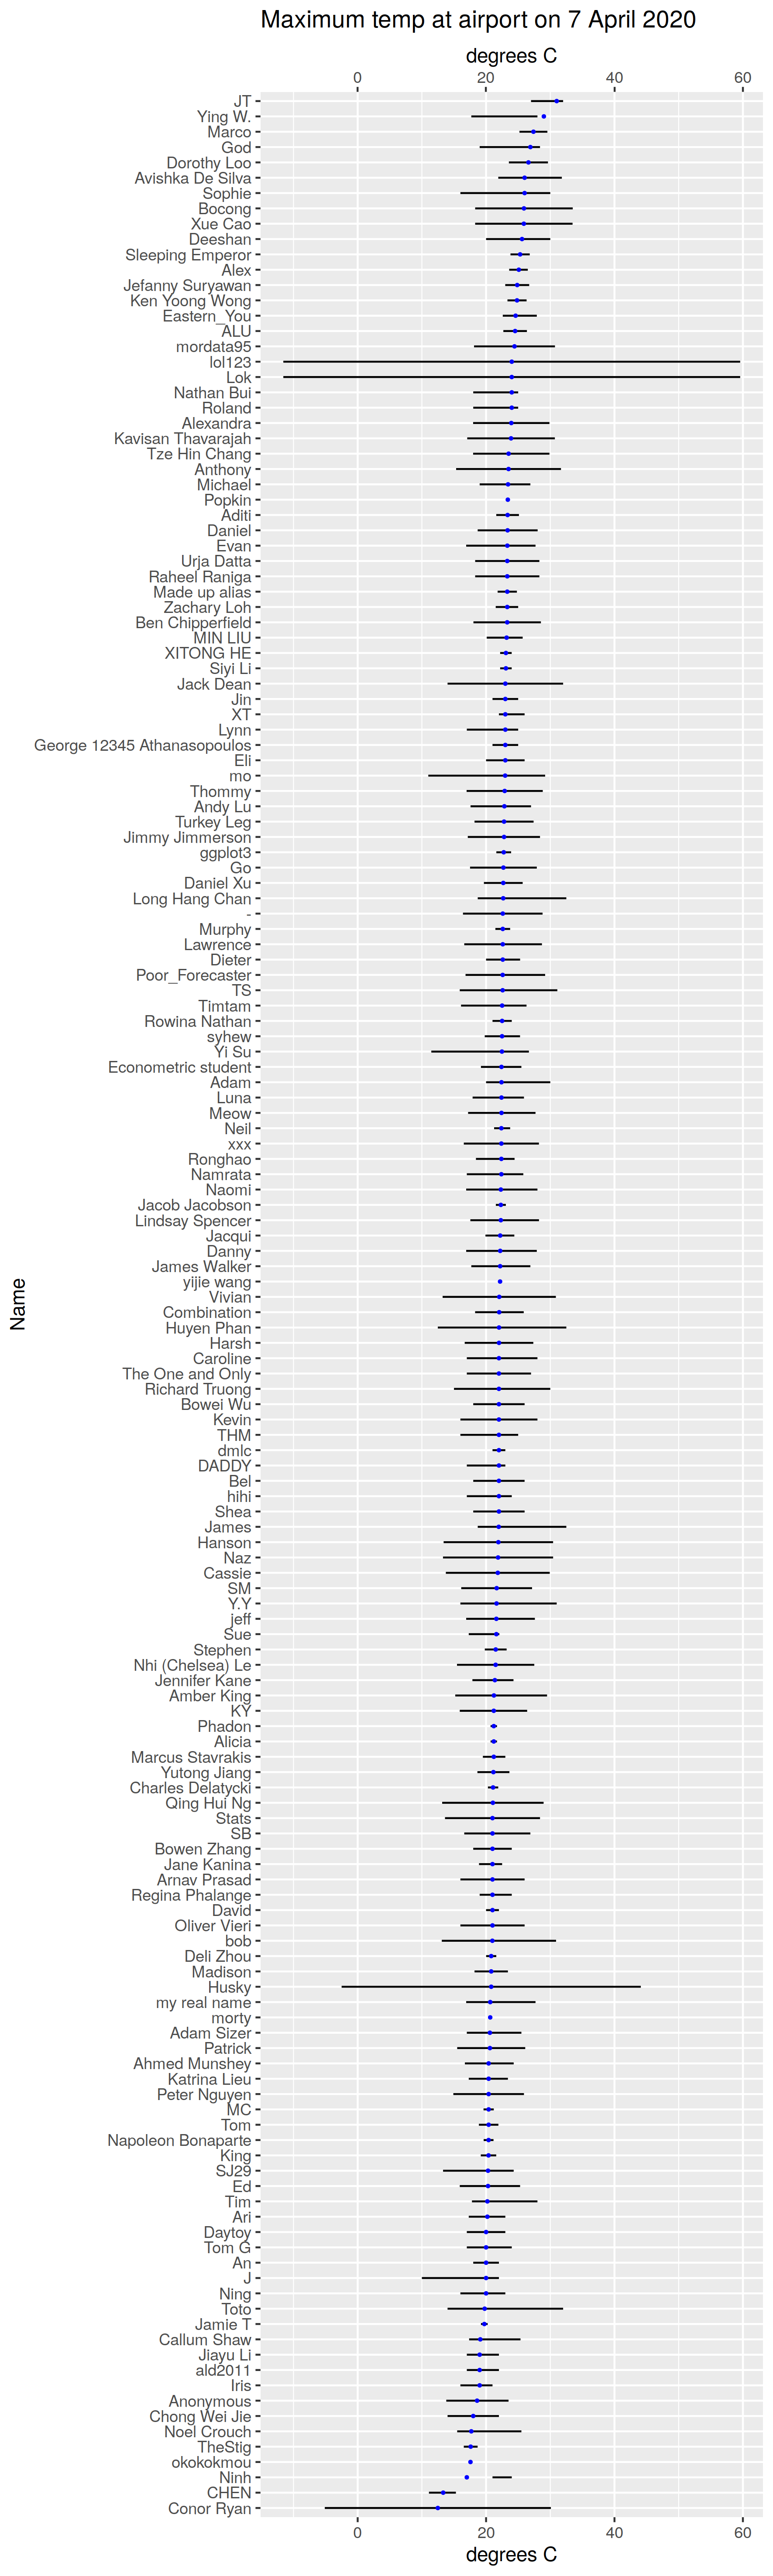 Maximum temp at airport on 7 April 2020
degrees C
0 20 40 60
JT
Ying W.
Marco
God
Dorothy Loo
Avishka De Silva
Sophie
Bocong
Xue Cao
Deeshan
Sleeping Emperor
Alex
Jefanny Suryawan
Ken Yoong Wong
Eastern_You
ALU
mordata95
lol123
Lok
Nathan Bui
Roland
Alexandra
Kavisan Thavarajah
Tze Hin Chang
Anthony
Michael
Popkin
Aditi
Daniel
Evan
Urja Datta
Raheel Raniga
Made up alias
Zachary Loh
Ben Chipperfield
MIN LIU
XITONG HE
Siyi Li
Jack Dean
Jin
XT
Lynn
George 12345 Athanasopoulos
Eli
mo
Thommy
Andy Lu
Turkey Leg
Jimmy Jimmerson
ggplot3
Go
Daniel Xu
Long Hang Chan
-
Murphy
Lawrence
Dieter
Poor_Forecaster
TS
Timtam
Rowina Nathan
syhew
Yi Su
Econometric student
Adam
Luna
Meow
Neil
xxx
Ronghao
Namrata
Naomi
Jacob Jacobson
Lindsay Spencer
Jacqui
Danny
James Walker
yijie wang
Vivian
Combination
Huyen Phan
Harsh
Caroline
The One and Only
Richard Truong
Bowei Wu
Kevin
THM
dmlc
DADDY
Bel
hihi
Shea
James
Hanson
Naz
Cassie
SM
Y.Y
jeff
Sue
Stephen
Nhi (Chelsea) Le
Jennifer Kane
Amber King
KY
Phadon
Alicia
Marcus Stavrakis
Yutong Jiang
Charles Delatycki
Qing Hui Ng
Stats
SB
Bowen Zhang
Jane Kanina
Arnav Prasad
Regina Phalange
David
Oliver Vieri
bob
Deli Zhou
Madison
Husky
my real name
morty
Adam Sizer
Patrick
Ahmed Munshey
Katrina Lieu
Peter Nguyen
MC
Tom
Napoleon Bonaparte
King
SJ29
Ed
Tim
Ari
Daytoy
Tom G
An
J
Ning
Toto
Jamie T
Callum Shaw
Jiayu Li
ald2011
Iris
Anonymous
Chong Wei Jie
Noel Crouch
TheStig
okokokmou
Ninh
CHEN
Conor Ryan
Name
0 20 40 60
degrees C